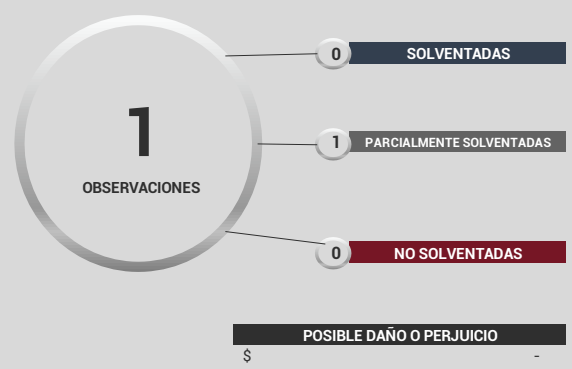 1
OBSERVACIONES
0 SOLVENTADAS
1 PARCIALMENTE SOLVENTADAS
0 NO SOLVENTADAS
POSIBLE DAÑO O PERJUICIO
$ -